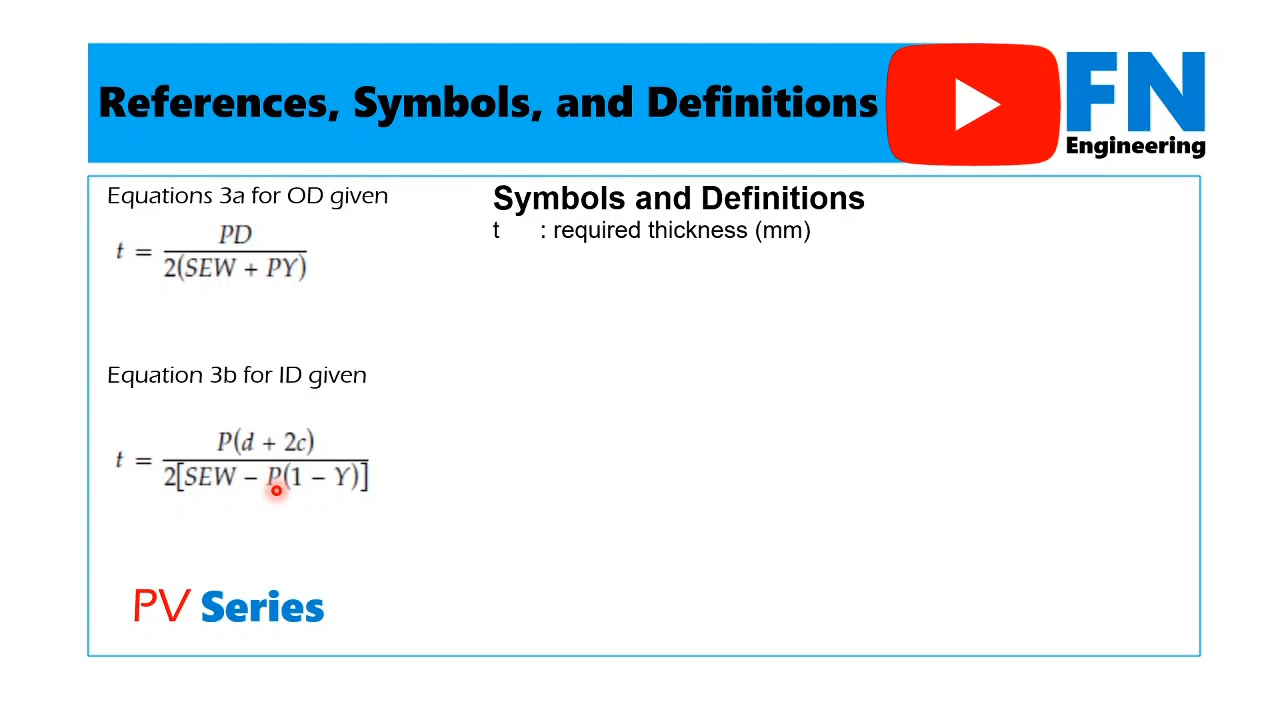 References, Symbols, and Definitions
FN
Engineering
Equations 3a for OD given
t = PD / 2(SEW + PY)
Equation 3b for ID given
t = P(d + 2c) / 2[SEW − P(1 − Y)]
PV Series
Symbols and Definitions
t : required thickness (mm)